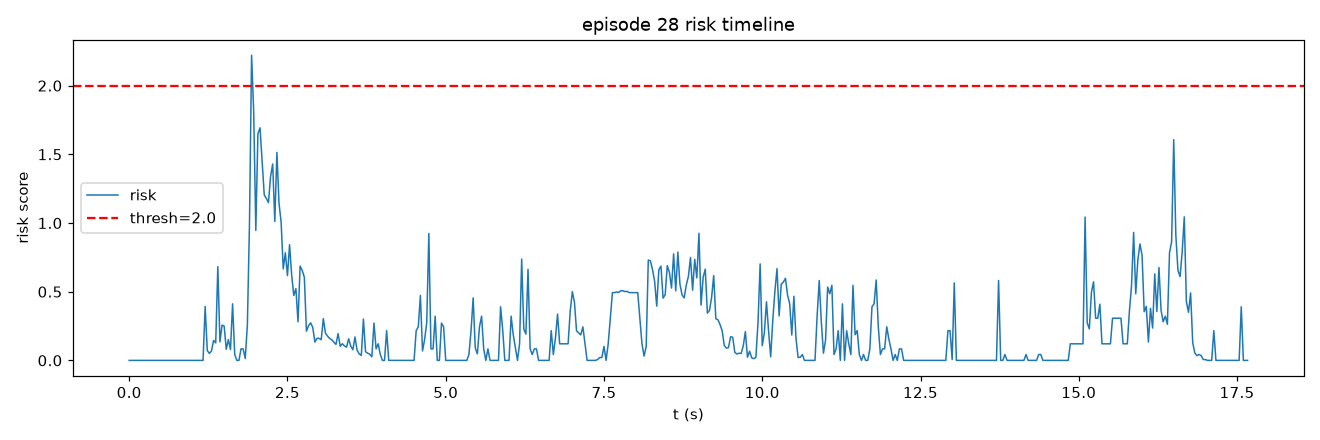 episode 28 risk timeline
risk score
2.0
1.5
1.0
0.5
0.0
risk
thresh=2.0
0.0 2.5 5.0 7.5 10.0 12.5 15.0 17.5
t (s)